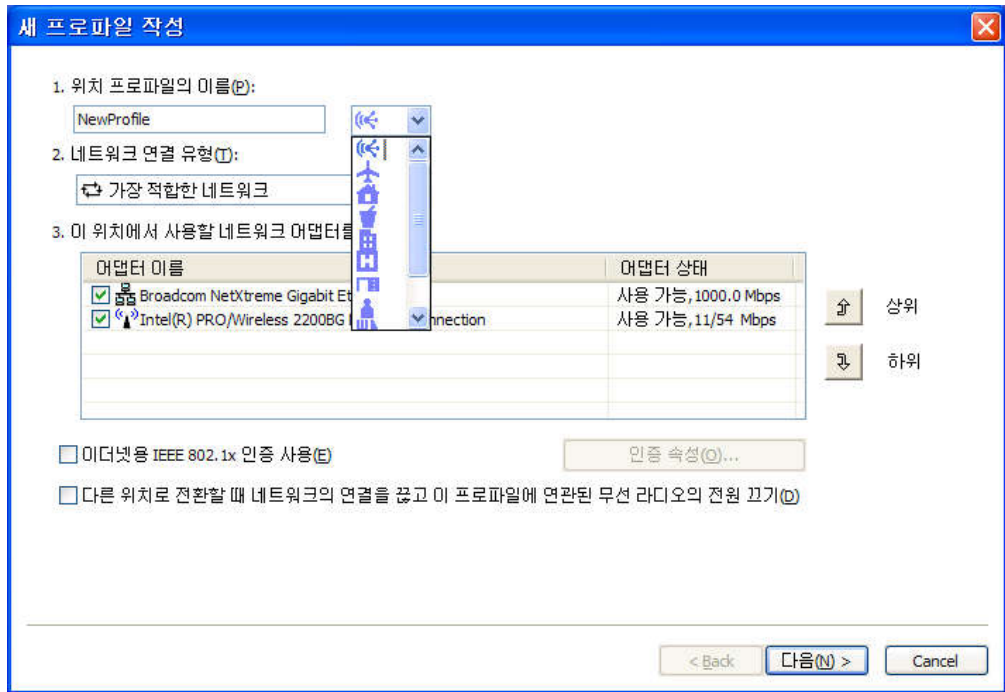 새 프로파일 작성
1. 위치 프로파일의 이름(P):
NewProfile
2. 네트워크 연결 유형(T):
가장 적합한 네트워크
3. 이 위치에서 사용할 네트워크 어댑터를
어댑터 이름 어댑터 상태
Broadcom NetXtreme Gigabit Et 사용 가능,1000.0 Mbps
Intel(R) PRO/Wireless 2200BG nnection 사용 가능,11/54 Mbps
상위
하위
이더넷용 IEEE 802.1x 인증 사용(E) 인증 속성(O)...
다른 위치로 전환할 때 네트워크의 연결을 끊고 이 프로파일에 연관된 무선 라디오의 전원 끄기(D)
< Back 다음(N) > Cancel